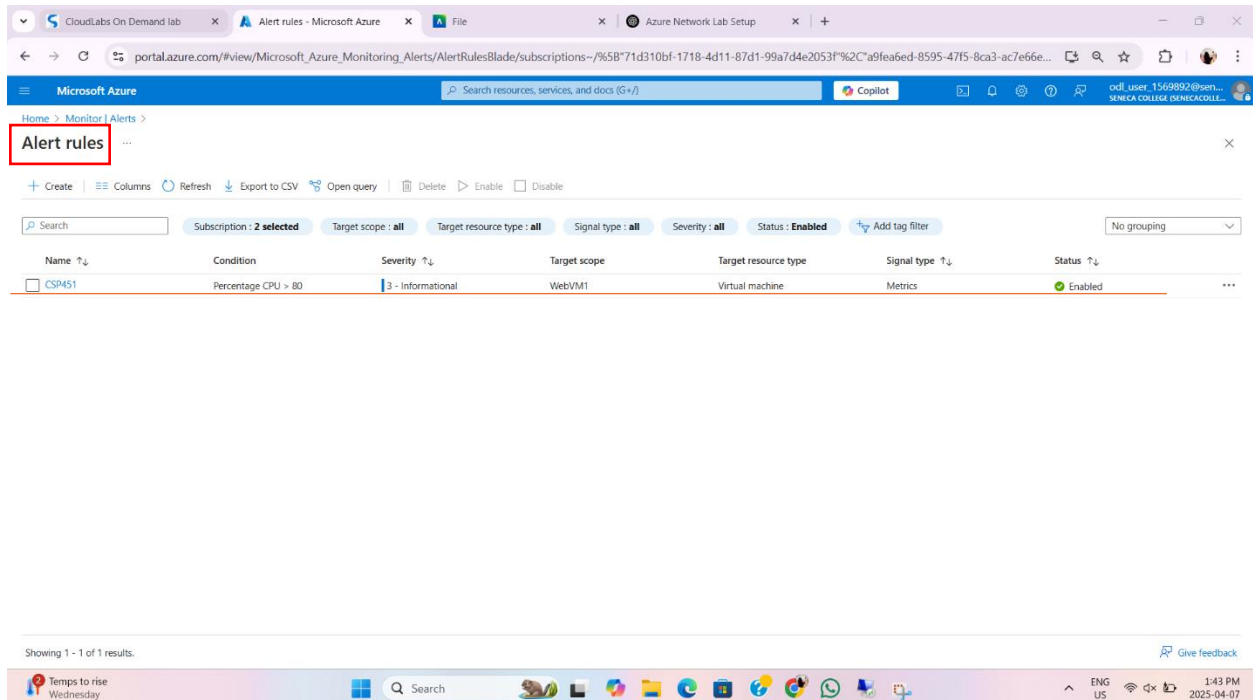 CloudLabs On Demand lab
Alert rules - Microsoft Azure
File
Azure Network Lab Setup
portal.azure.com/#view/Microsoft_Azure_Monitoring_Alerts/AlertRulesBlade/subscriptions~/%5B"71d310bf-1718-4d11-87d1-99a7d4e2053f"%2C"a9fea6ed-8595-47f5-8ca3-ac7e66e...
Microsoft Azure
Search resources, services, and docs (G+/)
Copilot
odl_user_1569892@sen...
SENECA COLLEGE (SENECACOLLE...
Home > Monitor | Alerts >
Alert rules ...
Create Columns Refresh Export to CSV Open query Delete Enable Disable
Search Subscription : 2 selected Target scope : all Target resource type : all Signal type : all Severity : all Status : Enabled Add tag filter No grouping
Name Condition Severity Target scope Target resource type Signal type Status
CSP451 Percentage CPU > 80 3 - Informational WebVM1 Virtual machine Metrics Enabled ...
Showing 1 - 1 of 1 results.
Give feedback
2
Temps to rise
Wednesday
Search
ENG
US
1:43 PM
2025-04-07